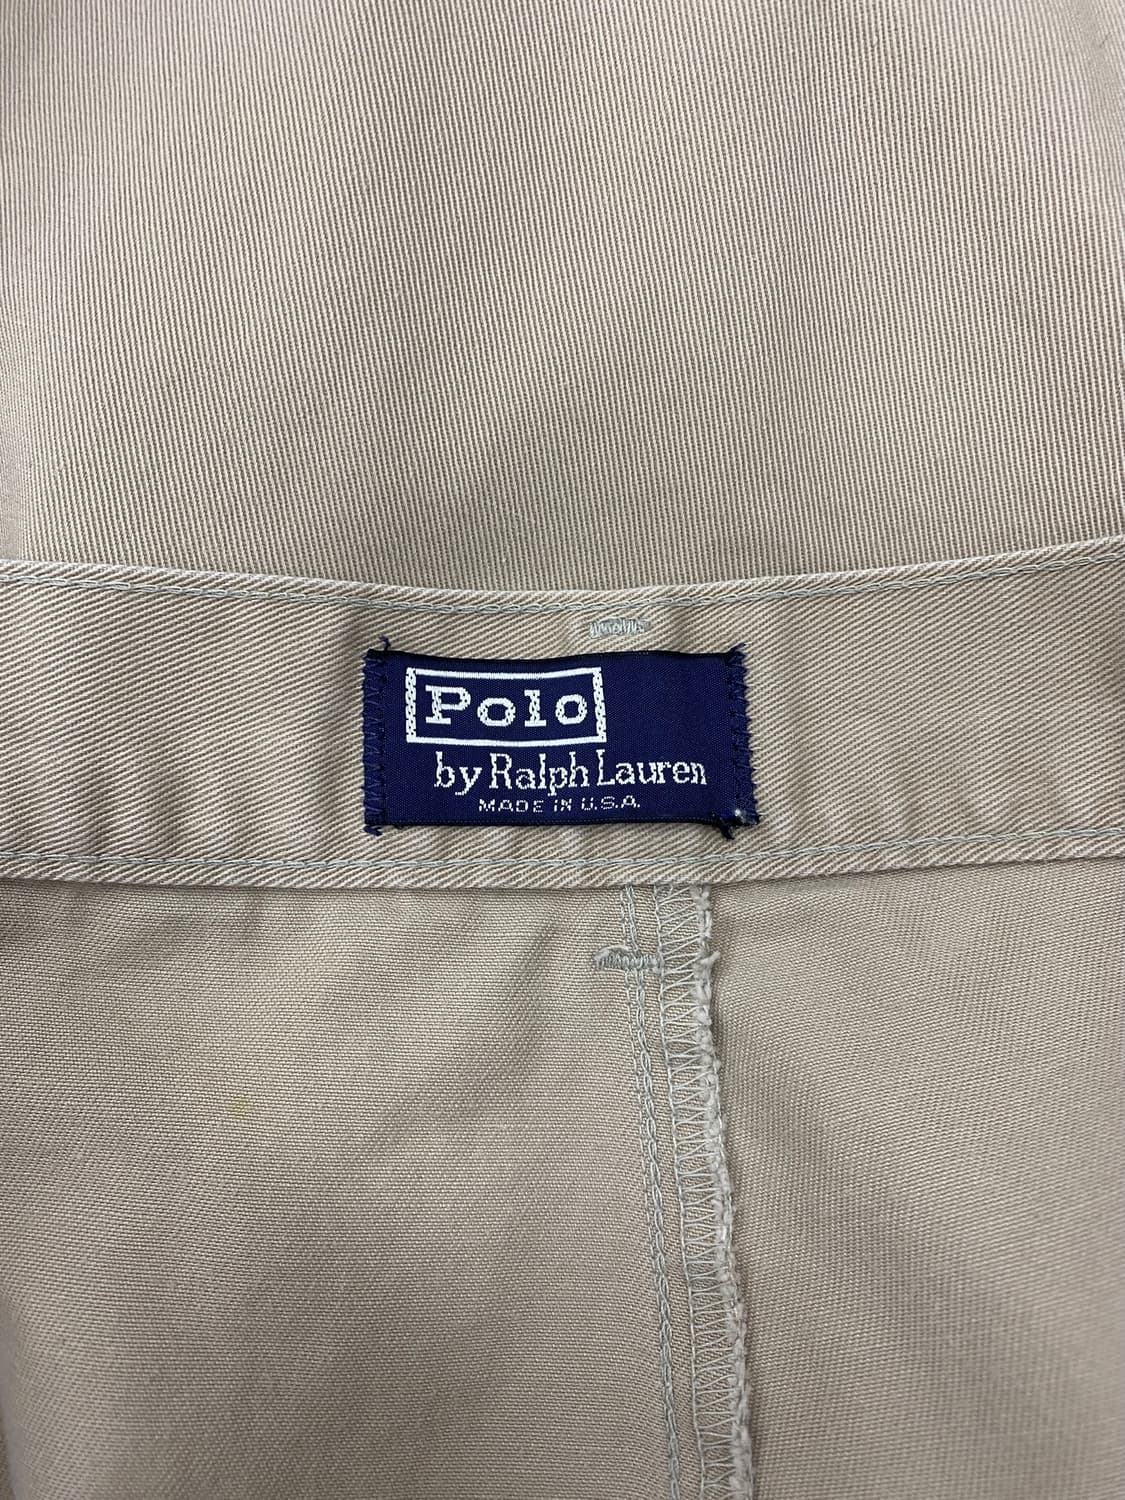 Polo
by Ralph Lauren
MADE IN U.S.A.